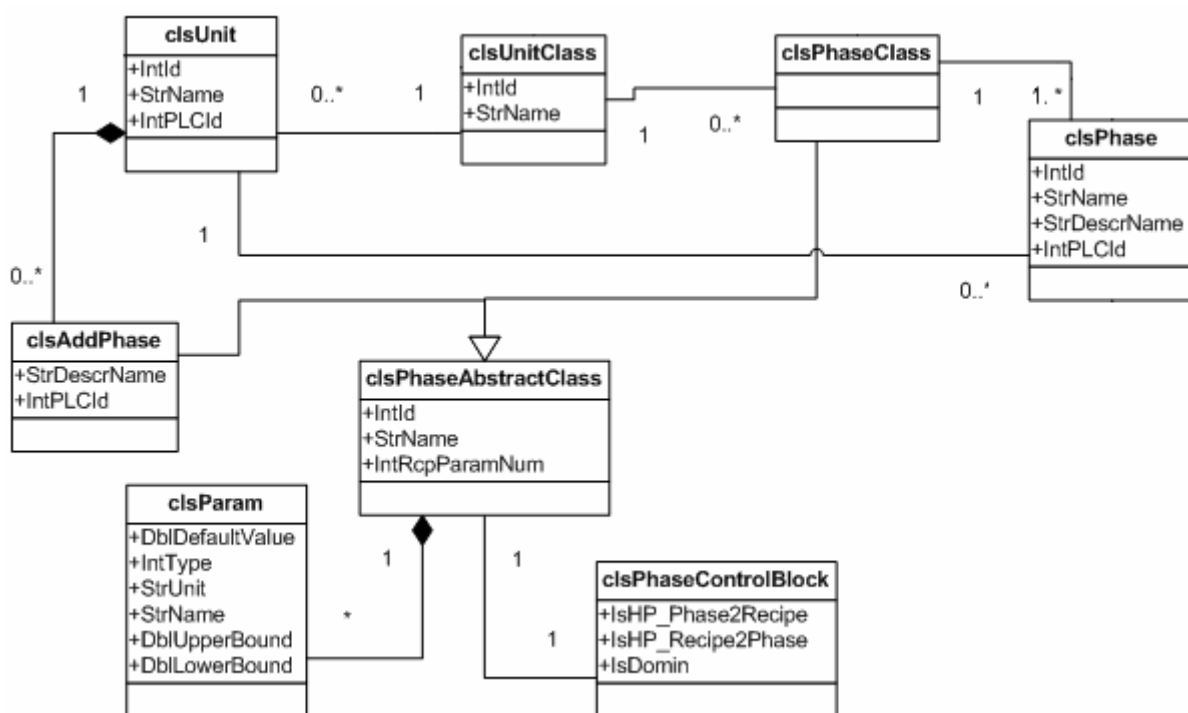 clsUnit
+IntId
+StrName
+IntPLCId
clsUnitClass
+IntId
+StrName
clsPhaseClass
clsPhase
+IntId
+StrName
+StrDescrName
+IntPLCId
1
0..*
1
1
0..*
1
1. *
1
0..*
0..*
clsAddPhase
+StrDescrName
+IntPLCId
clsPhaseAbstractClass
+IntId
+StrName
+IntRcpParamNum
clsParam
+DblDefaultValue
+IntType
+StrUnit
+StrName
+DblUpperBound
+DblLowerBound
1
*
1
1
clsPhaseControlBlock
+IsHP_Phase2Recipe
+IsHP_Recipe2Phase
+IsDomin